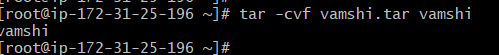 [root@ip-172-31-25-196 ~]# tar -cvf vamshi.tar vamshi
vamshi
[root@ip-172-31-25-196 ~]#